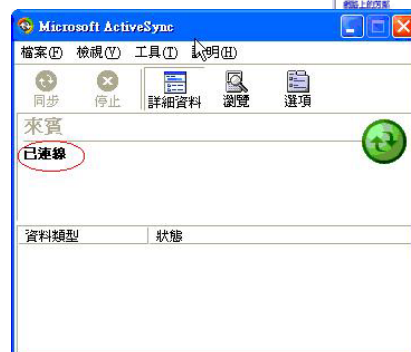 Microsoft ActiveSync
檔案(F) 檢視(V) 工具(T) 明(H)
同步 停止 詳細資料 瀏覽 選項
來賓
已連線
資料類型 狀態